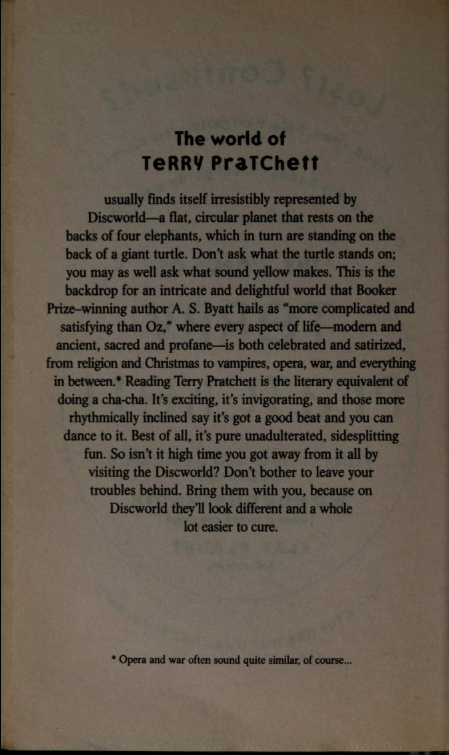 The world of
TeRRY PraTChett
usually finds itself irresistibly represented by
Discworld—a flat, circular planet that rests on the
backs of four elephants, which in turn are standing on the
back of a giant turtle. Don't ask what the turtle stands on;
you may as well ask what sound yellow makes. This is the
backdrop for an intricate and delightful world that Booker
Prize–winning author A. S. Byatt hails as “more complicated and
satisfying than Oz,” where every aspect of life—modern and
ancient, sacred and profane—is both celebrated and satirized,
from religion and Christmas to vampires, opera, war, and everything
in between.* Reading Terry Pratchett is the literary equivalent of
doing a cha-cha. It's exciting, it's invigorating, and those more
rhythmically inclined say it's got a good beat and you can
dance to it. Best of all, it's pure unadulterated, sidesplitting
fun. So isn't it high time you got away from it all by
visiting the Discworld? Don't bother to leave your
troubles behind. Bring them with you, because on
Discworld they'll look different and a whole
lot easier to cure.
* Opera and war often sound quite similar, of course...